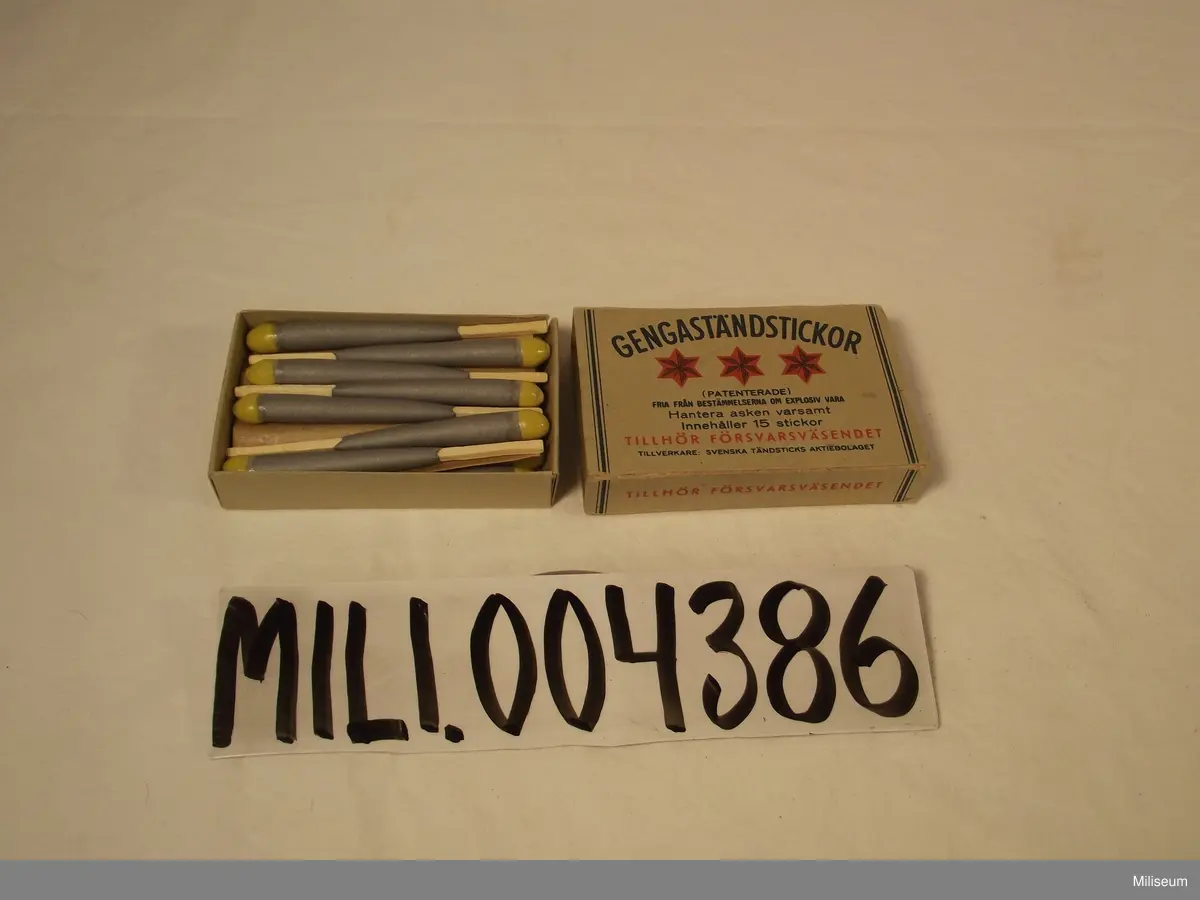 GENGASTÄNDSTICKOR
(PATENTERADE)
FRIA FRÅN BESTÄMMELSERNA OM EXPLOSIV VARA
Hantera asken varsamt
Innehåller 15 stickor
TILLHÖR FÖRSVARSVÄSENDET
TILLVERKARE: SVENSKA TÄNDSTICKS AKTIEBOLAGET
TILLHÖR FÖRSVARSVÄSENDET
MILI.004386
Miliseum